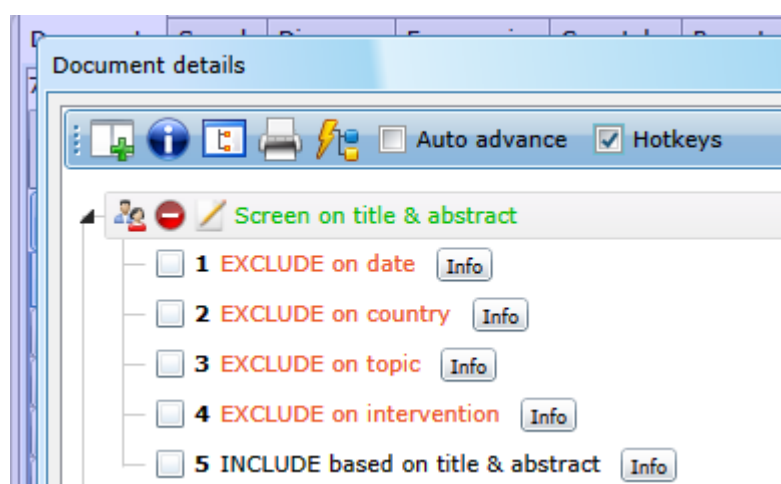 Document details
Auto advance Hotkeys
Screen on title & abstract
1 EXCLUDE on date Info
2 EXCLUDE on country Info
3 EXCLUDE on topic Info
4 EXCLUDE on intervention Info
5 INCLUDE based on title & abstract Info